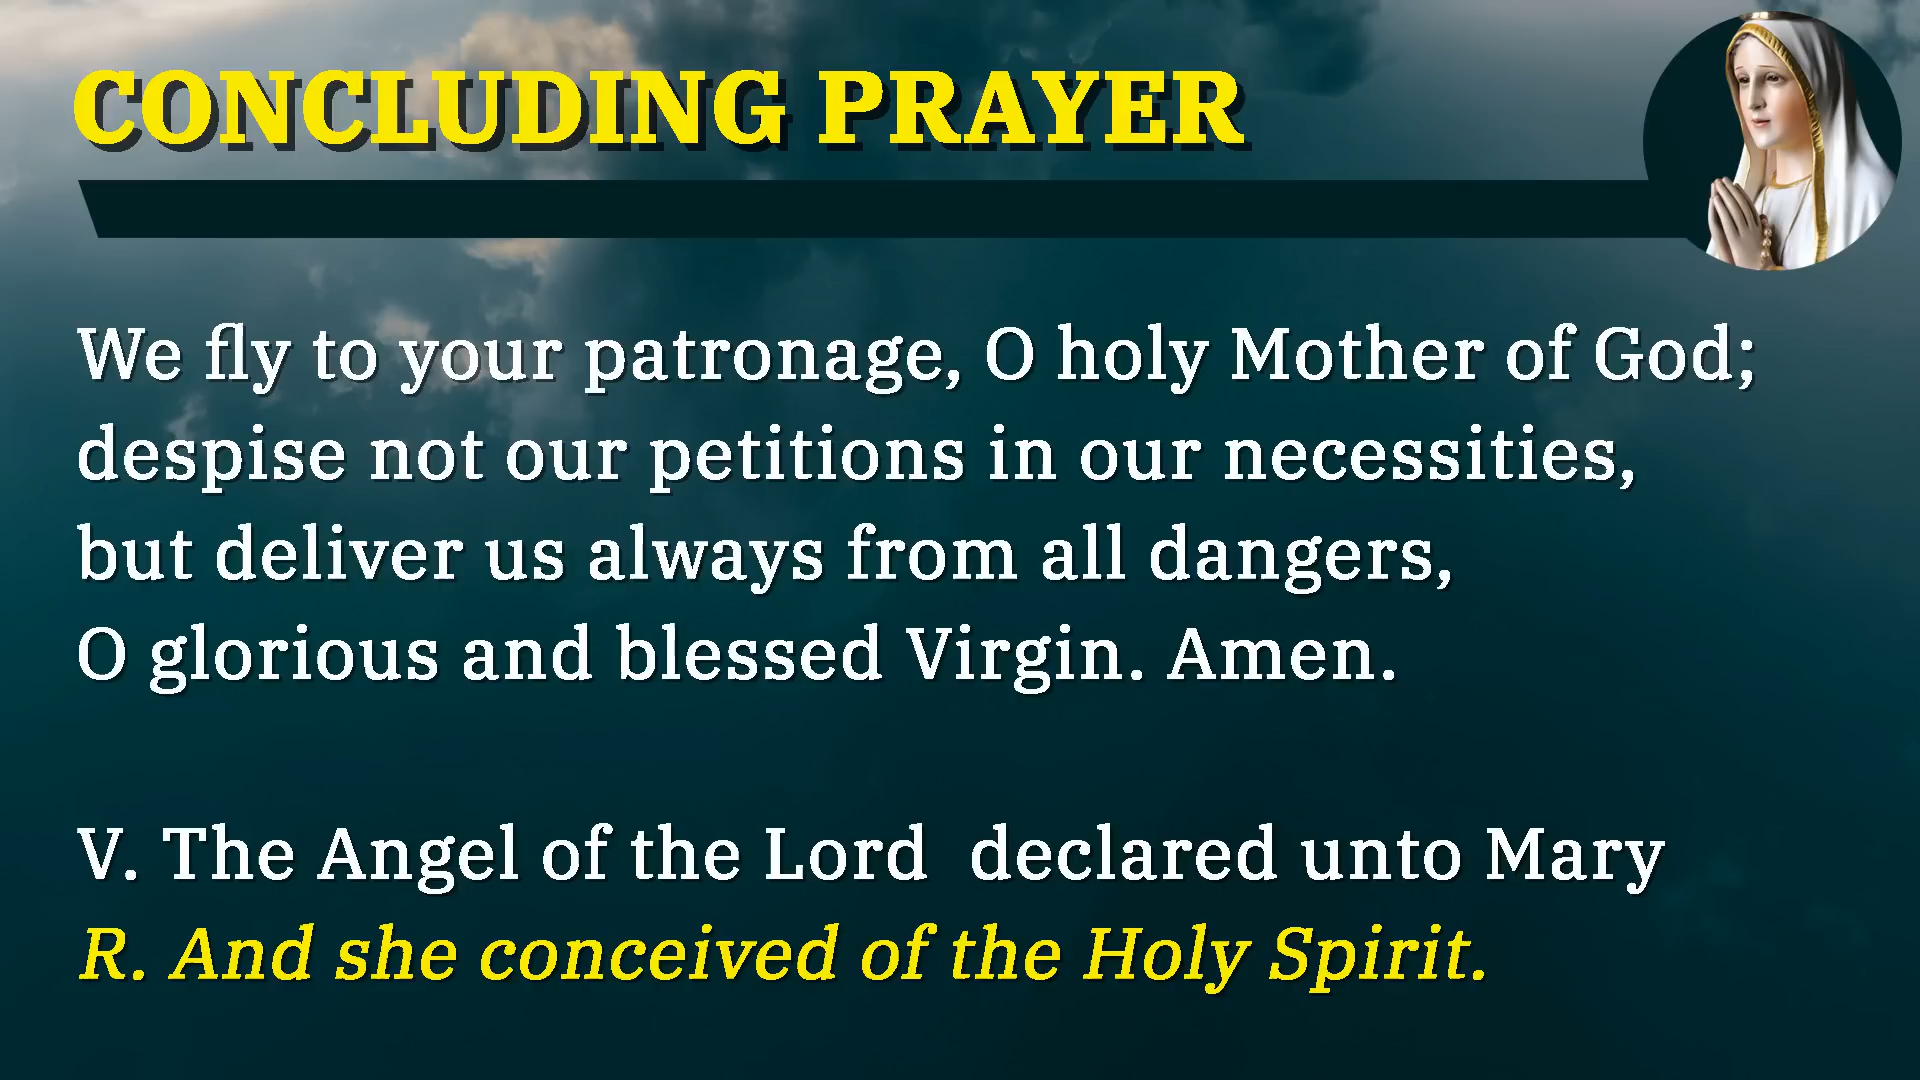 CONCLUDING PRAYER
We fly to your patronage, O holy Mother of God;
despise not our petitions in our necessities,
but deliver us always from all dangers,
O glorious and blessed Virgin. Amen.
V. The Angel of the Lord  declared unto Mary
R. And she conceived of the Holy Spirit.